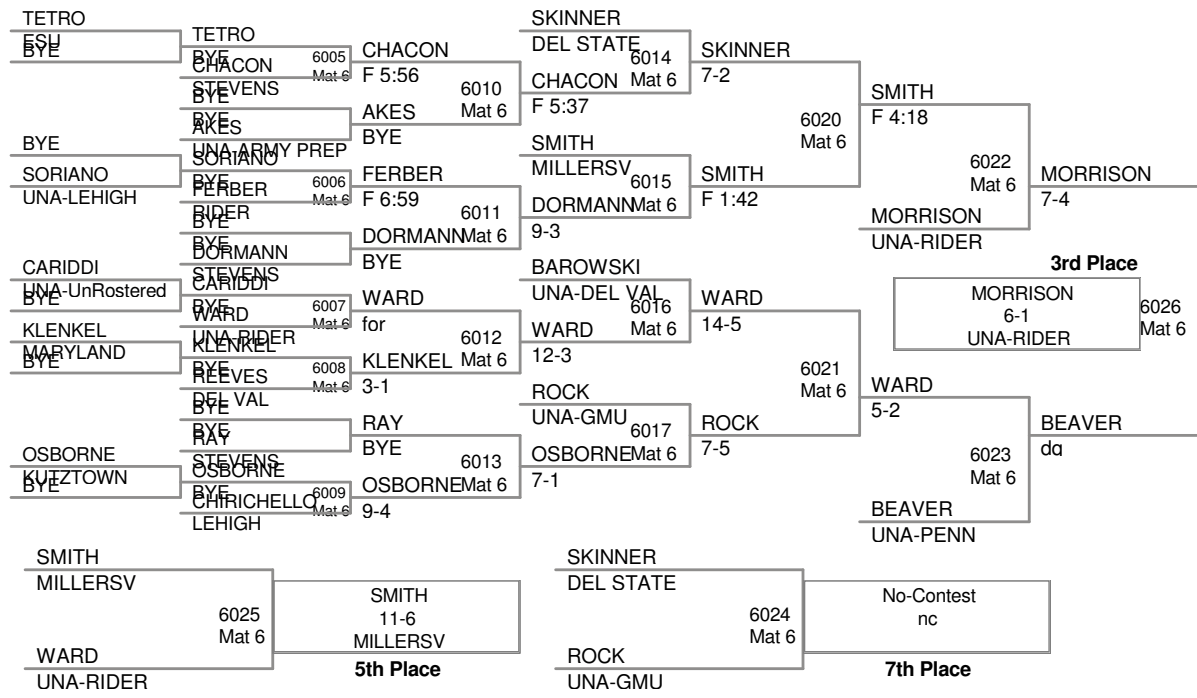 TETRO
ESU
BYE
BYE
SORIANO
UNA-LEHIGH
CARIDDI
UNA-UnRostered
BYE
KLENKEL
MARYLAND
BYE
OSBORNE
KUTZTOWN
BYE
TETRO
BYE
6005
Mat 6
CHACON
STEVENS
BYE
BYE
AKES
UNA-ARMY PREP
SORIANO
BYE
6006
Mat 6
FERBER
RIDER
BYE
BYE
DORMANN
STEVENS
CARIDDI
BYE
6007
Mat 6
WARD
UNA-RIDER
KLENKEL
BYE
6008
Mat 6
REEVES
DEL VAL
BYE
BYE
RAY
STEVENS
OSBORNE
BYE
6009
Mat 6
CHIRICHELLO
LEHIGH
CHACON
F 5:56
6010
Mat 6
AKES
BYE
FERBER
F 6:59
6011
Mat 6
DORMANN
BYE
WARD
for
6012
Mat 6
KLENKEL
3-1
RAY
BYE
6013
Mat 6
OSBORNE
9-4
SKINNER
DEL STATE
6014
Mat 6
CHACON
F 5:37
SMITH
MILLERSV
6015
Mat 6
DORMANN
9-3
BAROWSKI
UNA-DEL VAL
6016
Mat 6
WARD
12-3
ROCK
UNA-GMU
6017
Mat 6
OSBORNE
7-1
SKINNER
7-2
6020
Mat 6
SMITH
F 1:42
WARD
14-5
6021
Mat 6
ROCK
7-5
SMITH
F 4:18
6022
Mat 6
MORRISON
UNA-RIDER
WARD
5-2
6023
Mat 6
BEAVER
UNA-PENN
MORRISON
7-4
3rd Place
MORRISON
6-1
UNA-RIDER
6026
Mat 6
BEAVER
dq
SMITH
MILLERSV
6025
Mat 6
WARD
UNA-RIDER
SMITH
11-6
MILLERSV
5th Place
SKINNER
DEL STATE
6024
Mat 6
ROCK
UNA-GMU
No-Contest
nc
7th Place